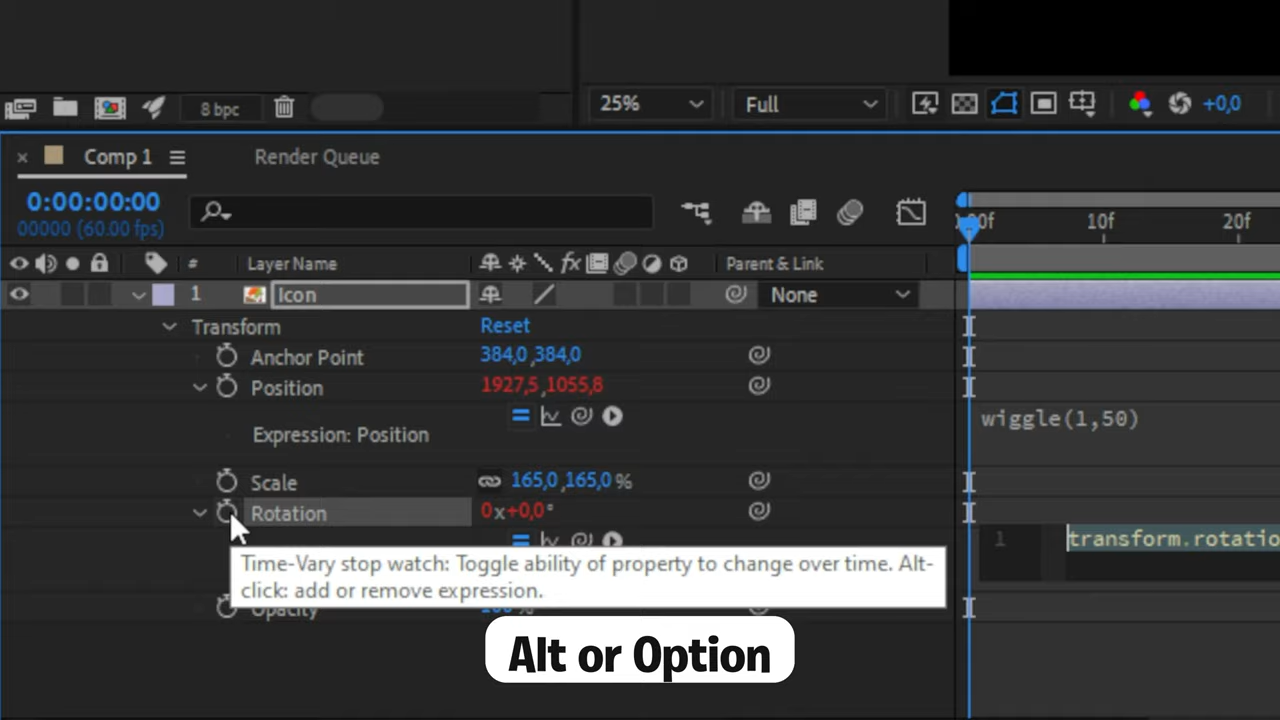 8 bpc
25%
Full
+0,0
Comp 1
Render Queue
0:00:00:00
00000 (60.00 fps)
10f
20f
#
Layer Name
fx
Parent & Link
1
Icon
None
Transform
Reset
Anchor Point
384,0,384,0
Position
1927,5,1055,8
Expression: Position
wiggle(1,50)
Scale
165,0,165,0%
Rotation
0x+0,0°
1
transform.rotatio
Time-Vary stop watch: Toggle ability of property to change over time. Alt-
click: add or remove expression.
Opacity
Alt or Option